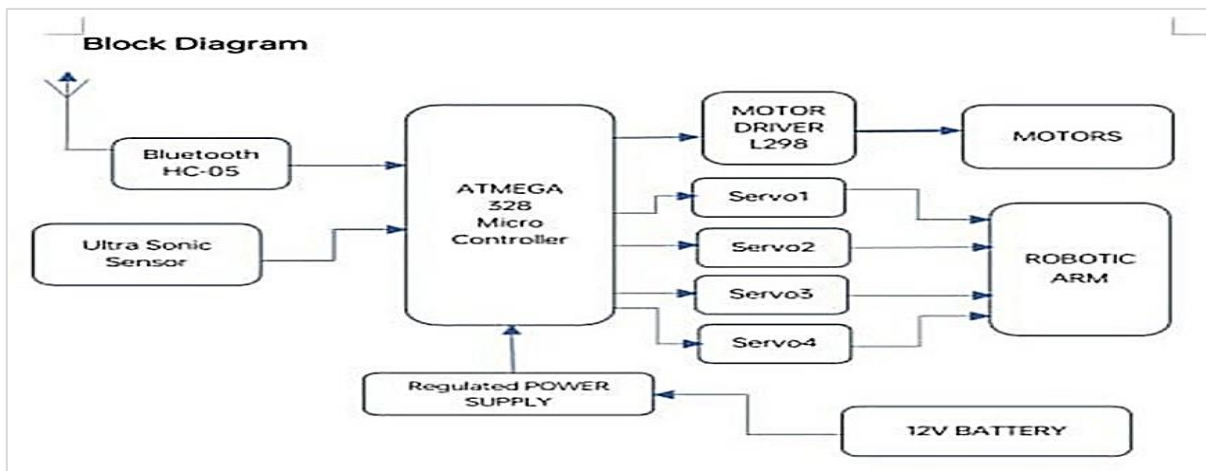 Block Diagram
Bluetooth
HC-05
Ultra Sonic
Sensor
ATMEGA
328
Micro
Controller
MOTOR
DRIVER
L298
MOTORS
Servo1
Servo2
Servo3
Servo4
ROBOTIC
ARM
Regulated POWER
SUPPLY
12V BATTERY